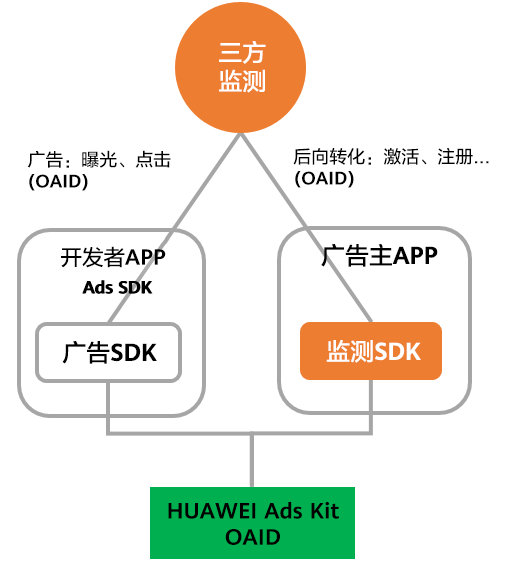 三方
监测
广告：曝光、点击
(OAID)
后向转化：激活、注册...
(OAID)
开发者APP
Ads SDK
广告SDK
广告主APP
监测SDK
HUAWEI Ads Kit
OAID